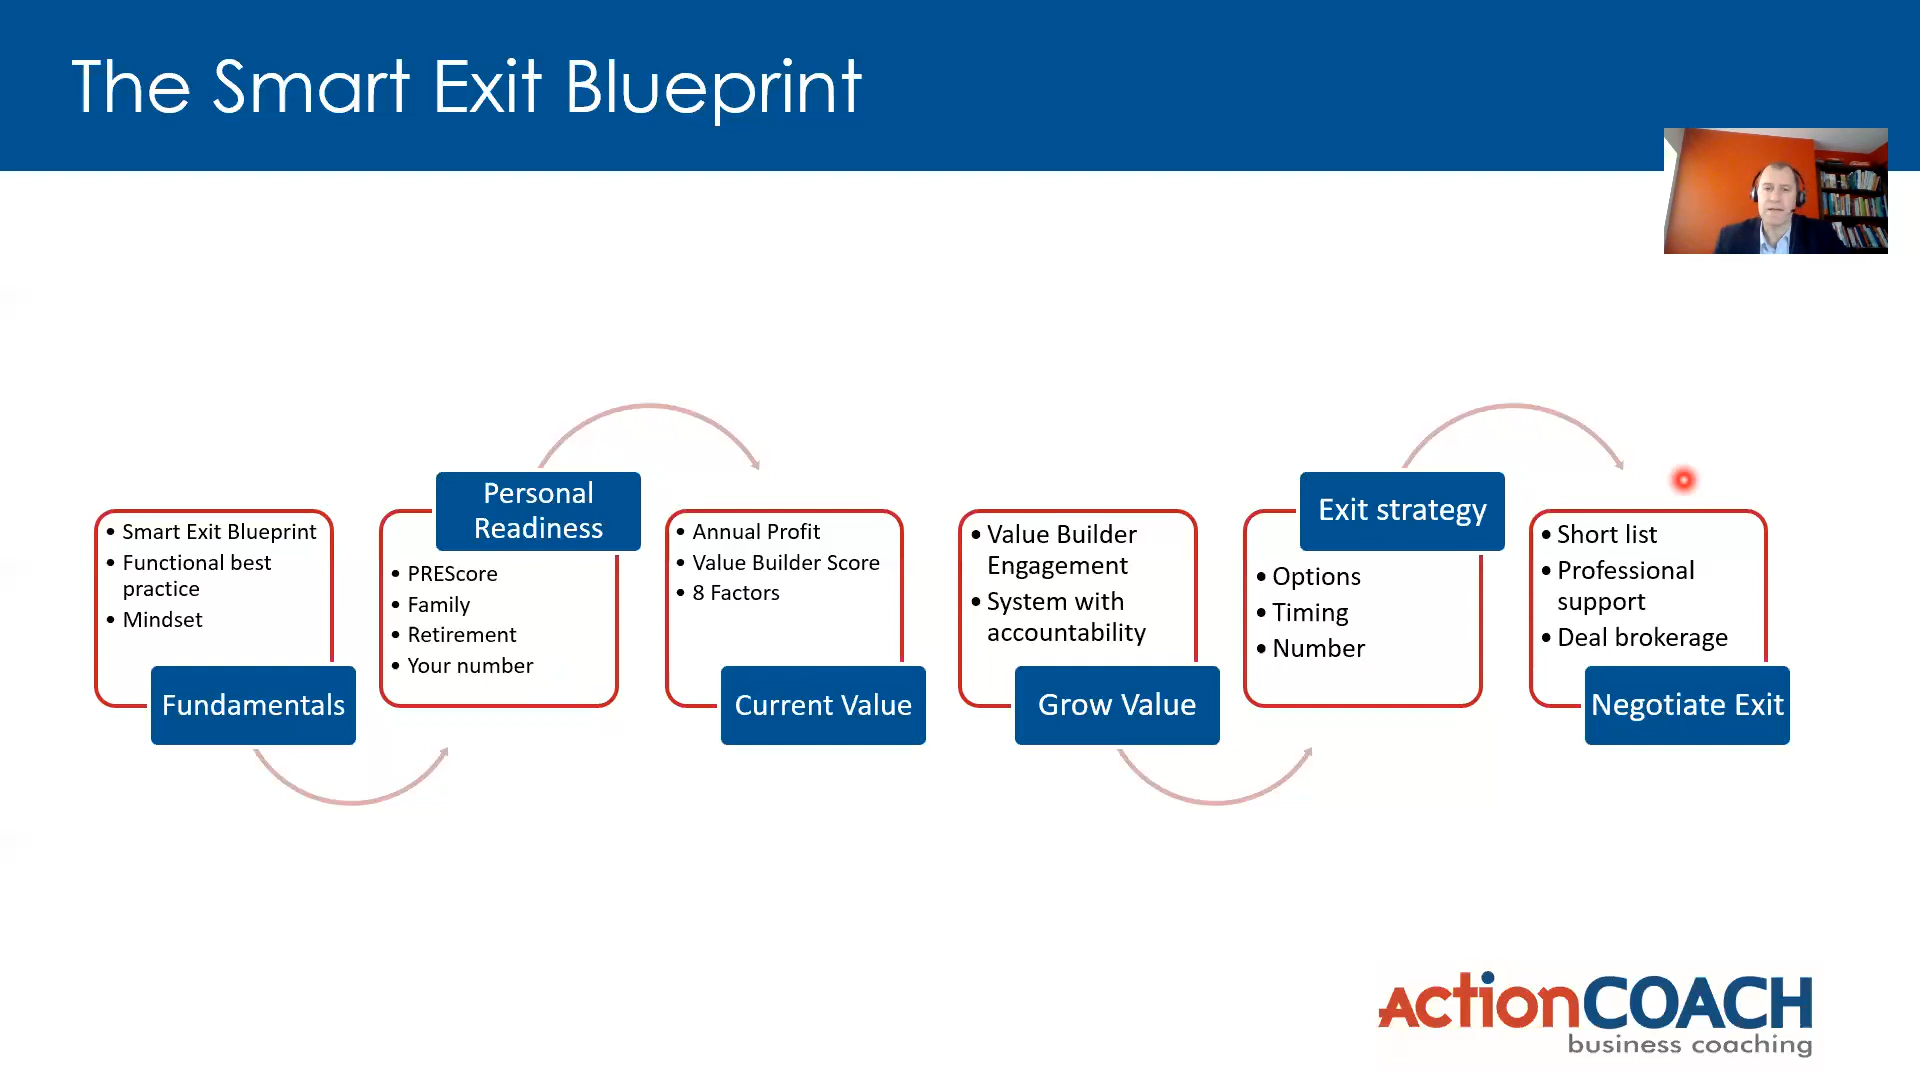 The Smart Exit Blueprint
• Smart Exit Blueprint
• Functional best
practice
• Mindset
Fundamentals
Personal
Readiness
• PREScore
• Family
• Retirement
• Your number
• Annual Profit
• Value Builder Score
• 8 Factors
Current Value
• Value Builder
Engagement
• System with
accountability
Grow Value
Exit strategy
• Options
• Timing
• Number
• Short list
• Professional
support
• Deal brokerage
Negotiate Exit
actionCOACH
business coaching